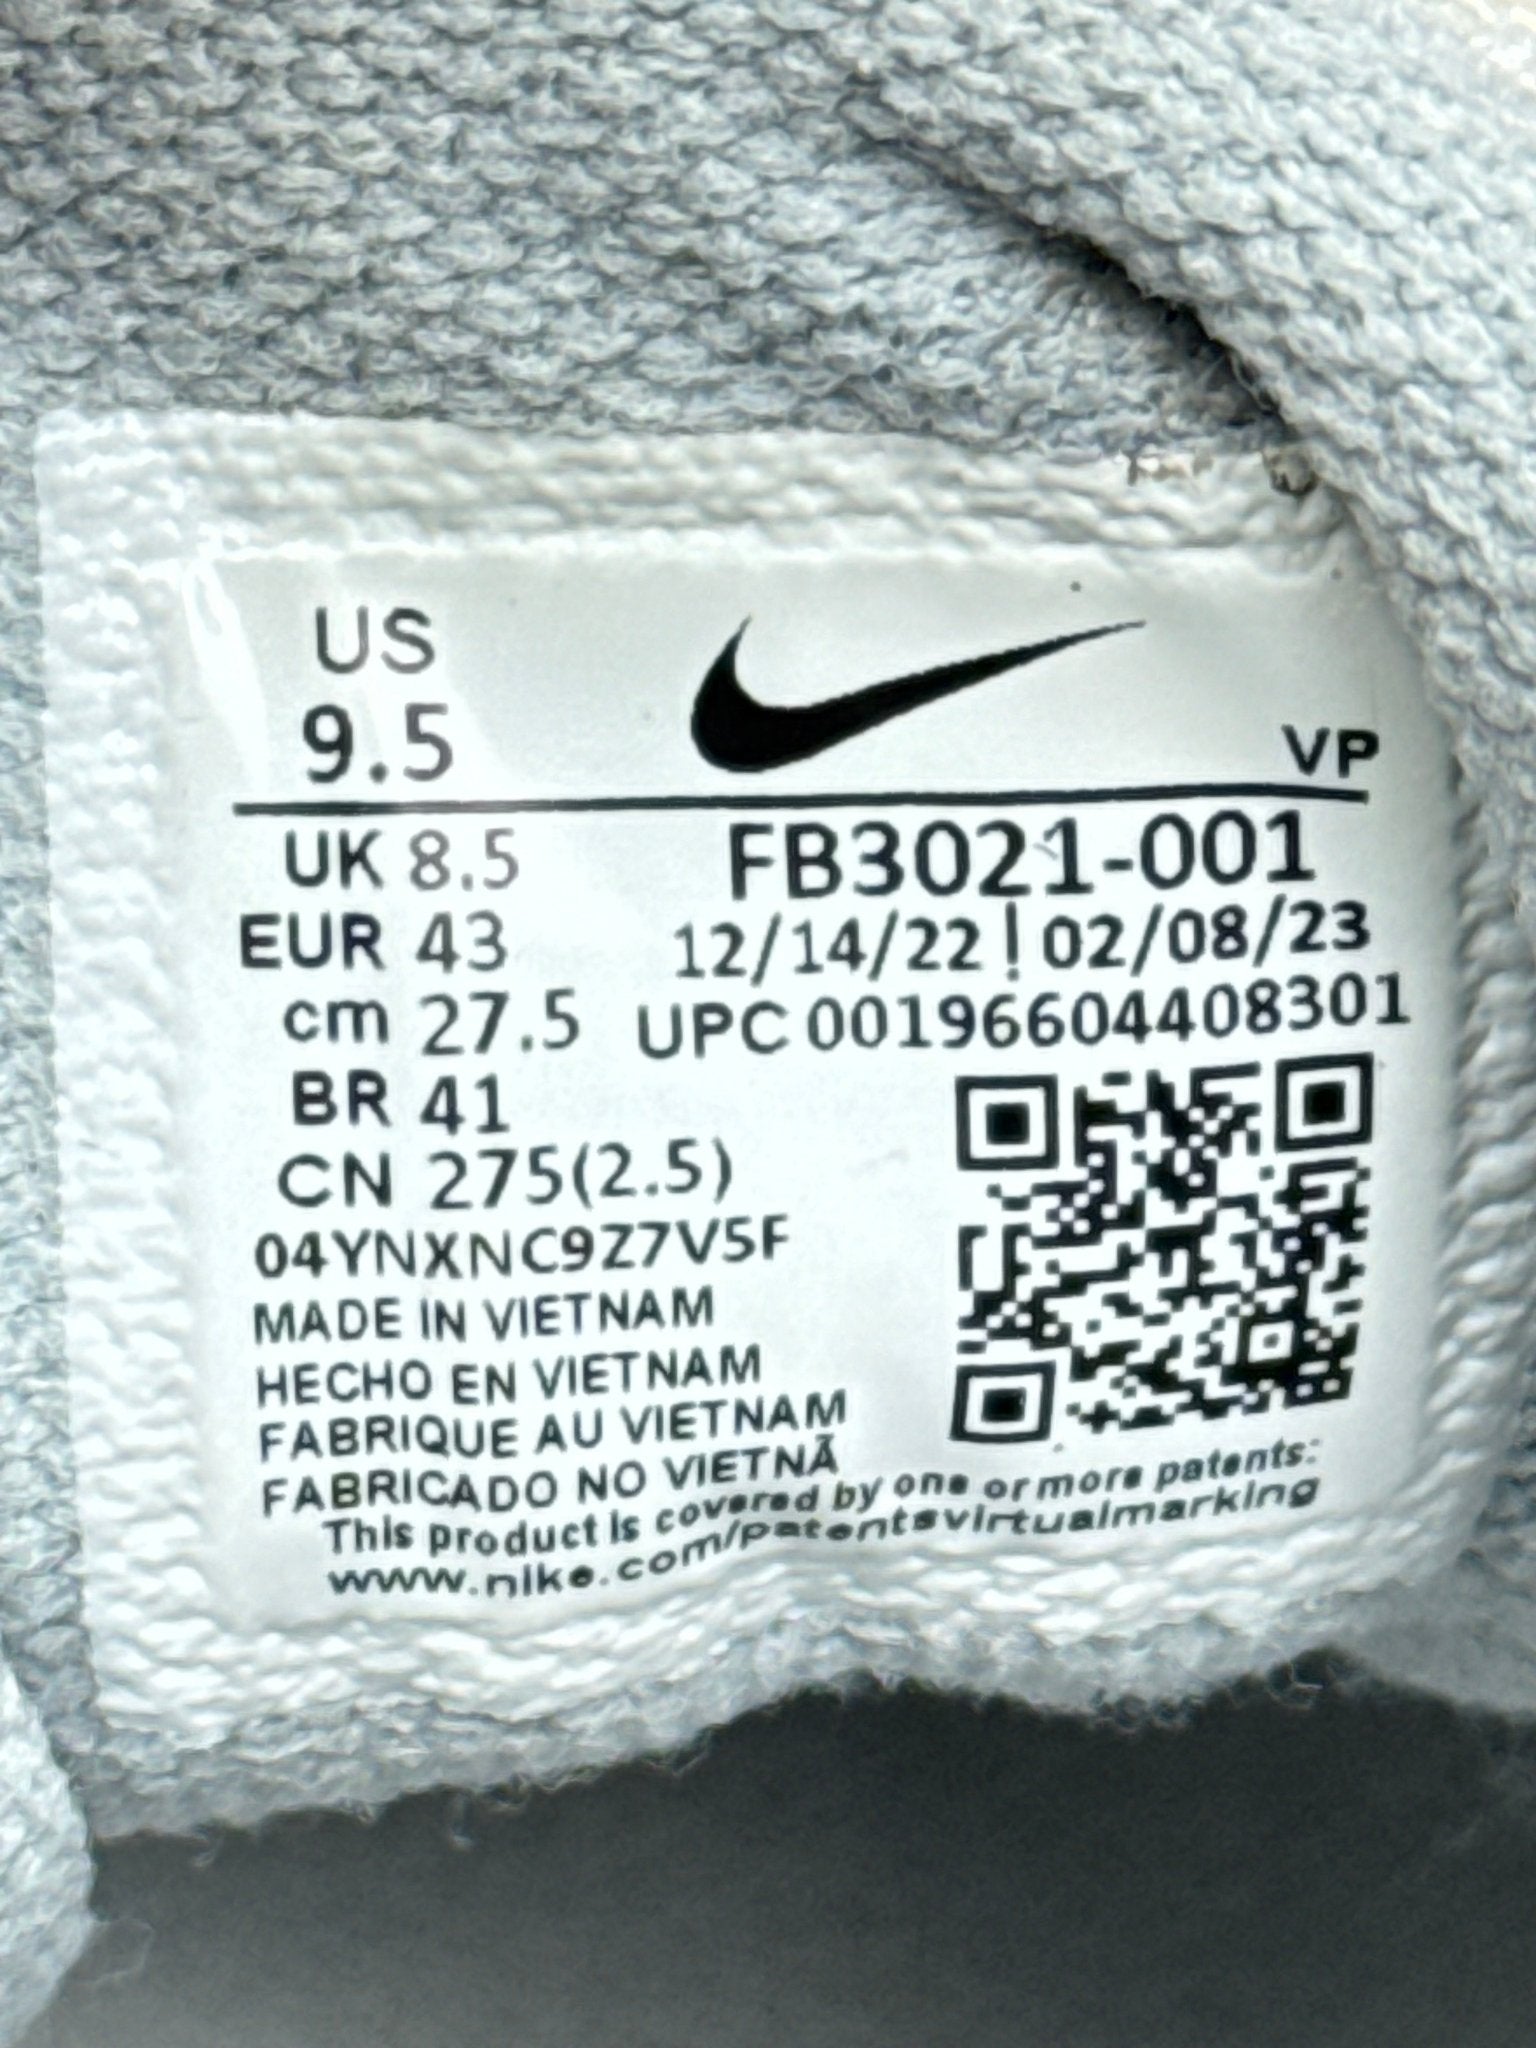 US
9.5
VP
UK 8.5
FB3021-001
EUR 43
12/14/22 | 02/08/23
cm 27.5
UPC 00196604408301
BR 41
CN 275(2.5)
04YNXNC9Z7V5F
MADE IN VIETNAM
HECHO EN VIETNAM
FABRIQUE AU VIETNAM
FABRICADO NO VIETNÃ
This product is covered by one or more patents:
www.nike.com/patentsvirtualmarking